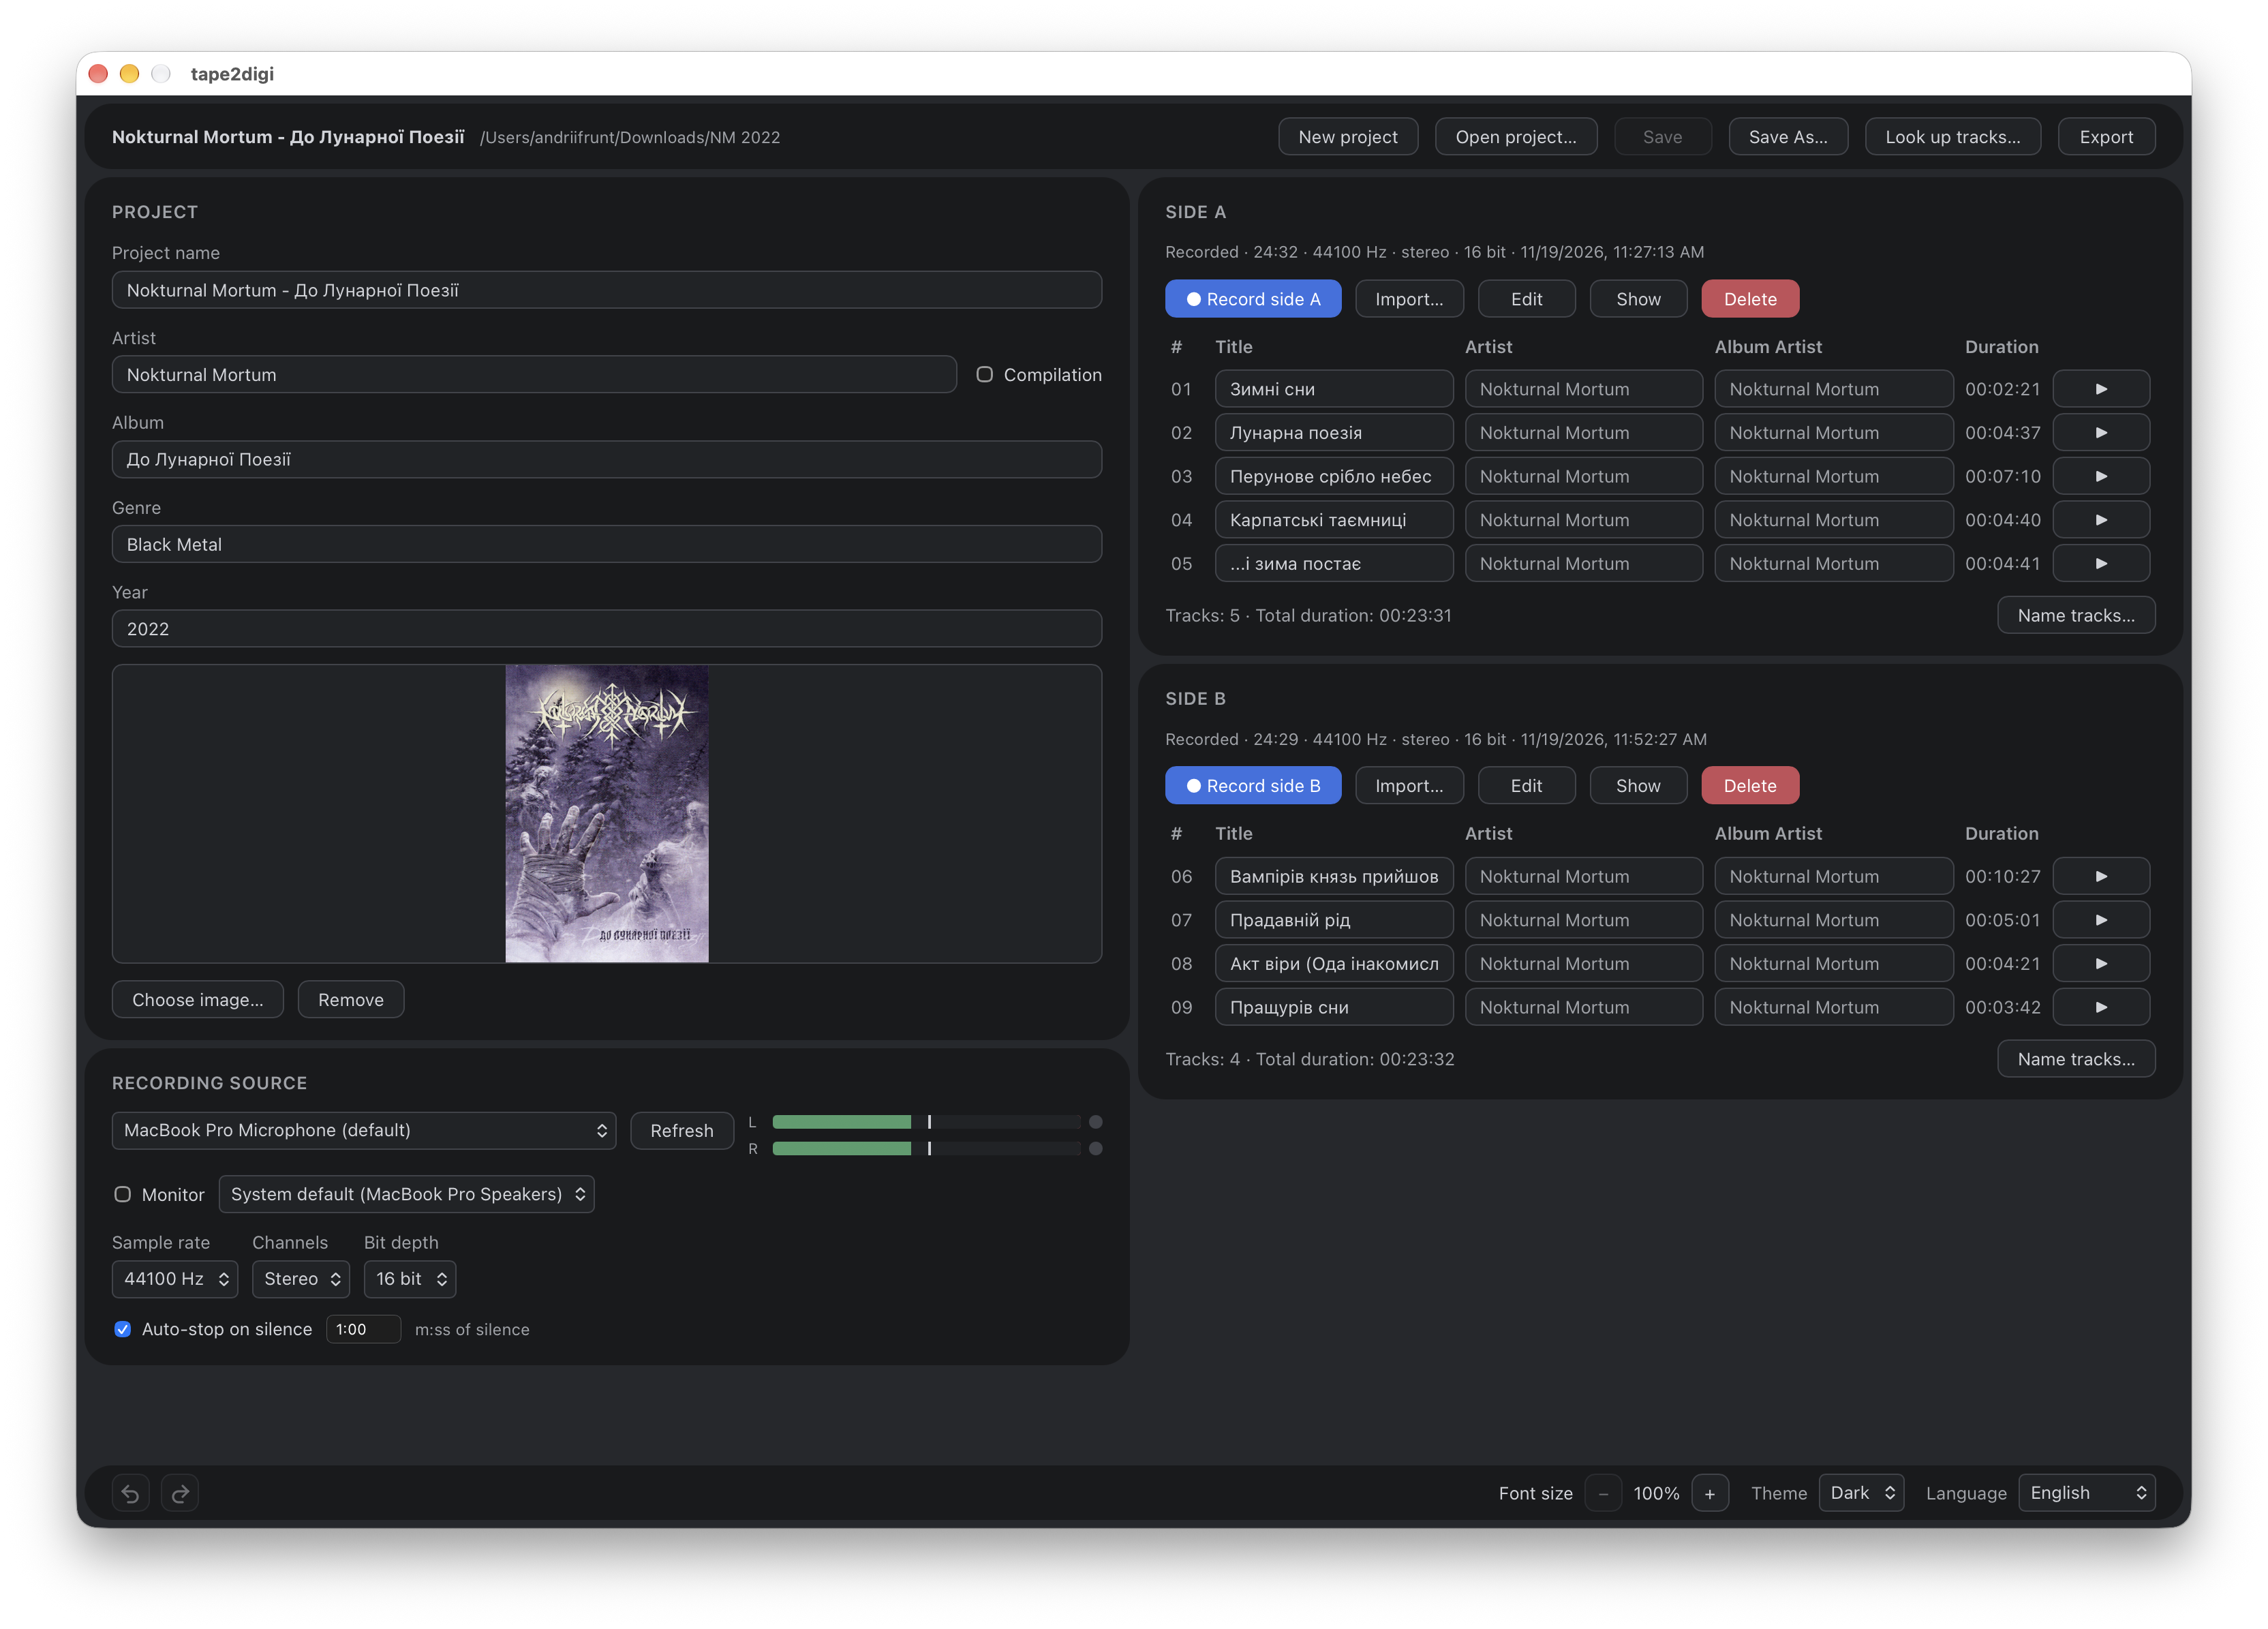 tape2digi
Nokturnal Mortum - До Лунарної Поезії /Users/andriifrunt/Downloads/NM 2022
New project Open project... Save Save As... Look up tracks... Export
PROJECT
Project name
Nokturnal Mortum - До Лунарної Поезії
Artist
Nokturnal Mortum Compilation
Album
До Лунарної Поезії
Genre
Black Metal
Year
2022
NOKTURNAL MORTUM
До лунарної поезії
Choose image... Remove
RECORDING SOURCE
MacBook Pro Microphone (default) Refresh L
R
Monitor System default (MacBook Pro Speakers)
Sample rate Channels Bit depth
44100 Hz Stereo 16 bit
Auto-stop on silence 1:00 m:ss of silence
SIDE A
Recorded · 24:32 · 44100 Hz · stereo · 16 bit · 11/19/2026, 11:27:13 AM
Record side A Import... Edit Show Delete
# Title Artist Album Artist Duration
01 Зимні сни Nokturnal Mortum Nokturnal Mortum 00:02:21
02 Лунарна поезія Nokturnal Mortum Nokturnal Mortum 00:04:37
03 Перунове срібло небес Nokturnal Mortum Nokturnal Mortum 00:07:10
04 Карпатські таємниці Nokturnal Mortum Nokturnal Mortum 00:04:40
05 ...і зима постає Nokturnal Mortum Nokturnal Mortum 00:04:41
Tracks: 5 · Total duration: 00:23:31 Name tracks...
SIDE B
Recorded · 24:29 · 44100 Hz · stereo · 16 bit · 11/19/2026, 11:52:27 AM
Record side B Import... Edit Show Delete
# Title Artist Album Artist Duration
06 Вампірів князь прийшов Nokturnal Mortum Nokturnal Mortum 00:10:27
07 Прадавній рід Nokturnal Mortum Nokturnal Mortum 00:05:01
08 Акт віри (Ода інакомисл Nokturnal Mortum Nokturnal Mortum 00:04:21
09 Пращурів сни Nokturnal Mortum Nokturnal Mortum 00:03:42
Tracks: 4 · Total duration: 00:23:32 Name tracks...
Font size − 100% + Theme Dark Language English